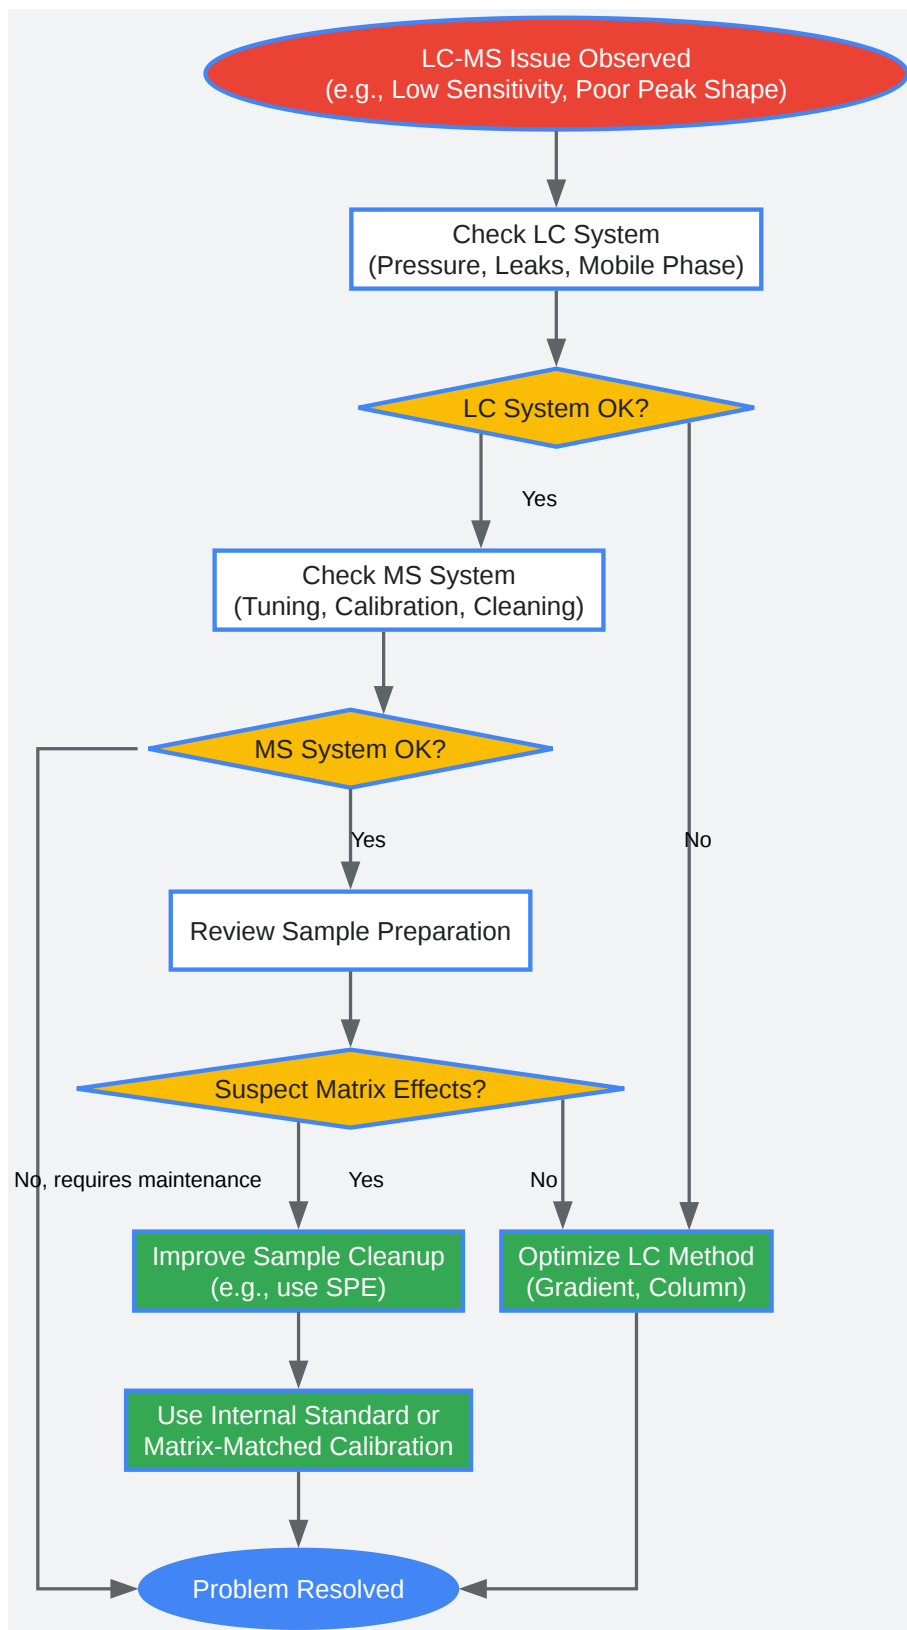 LC-MS Issue Observed
(e.g., Low Sensitivity, Poor Peak Shape)
Check LC System
(Pressure, Leaks, Mobile Phase)
LC System OK?
Yes
Check MS System
(Tuning, Calibration, Cleaning)
MS System OK?
Yes
No
Review Sample Preparation
Suspect Matrix Effects?
No, requires maintenance
Yes
No
Improve Sample Cleanup
(e.g., use SPE)
Optimize LC Method
(Gradient, Column)
Use Internal Standard or
Matrix-Matched Calibration
Problem Resolved